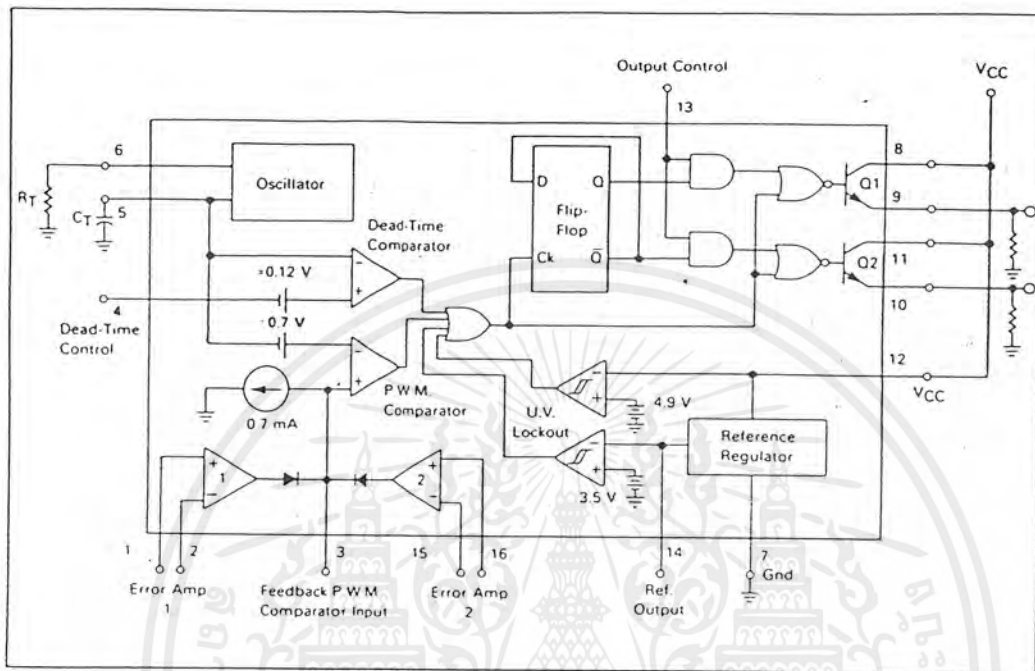 Output Control
13
VCC
6
Oscillator
RT
CT
5
D
Q
Flip-
Flop
Ck
Q̅
8
Q1
9
11
Q2
10
Dead-Time
Comparator
≈0.12 V
4
0.7 V
Dead-Time
Control
P.W.M.
Comparator
0.7 mA
U.V.
Lockout
4.9 V
3.5 V
12
VCC
Reference
Regulator
1
2
1
2
3
15
16
14
7
Gnd
Error Amp
1
Feedback P.W.M.
Comparator Input
Error Amp
2
Ref.
Output